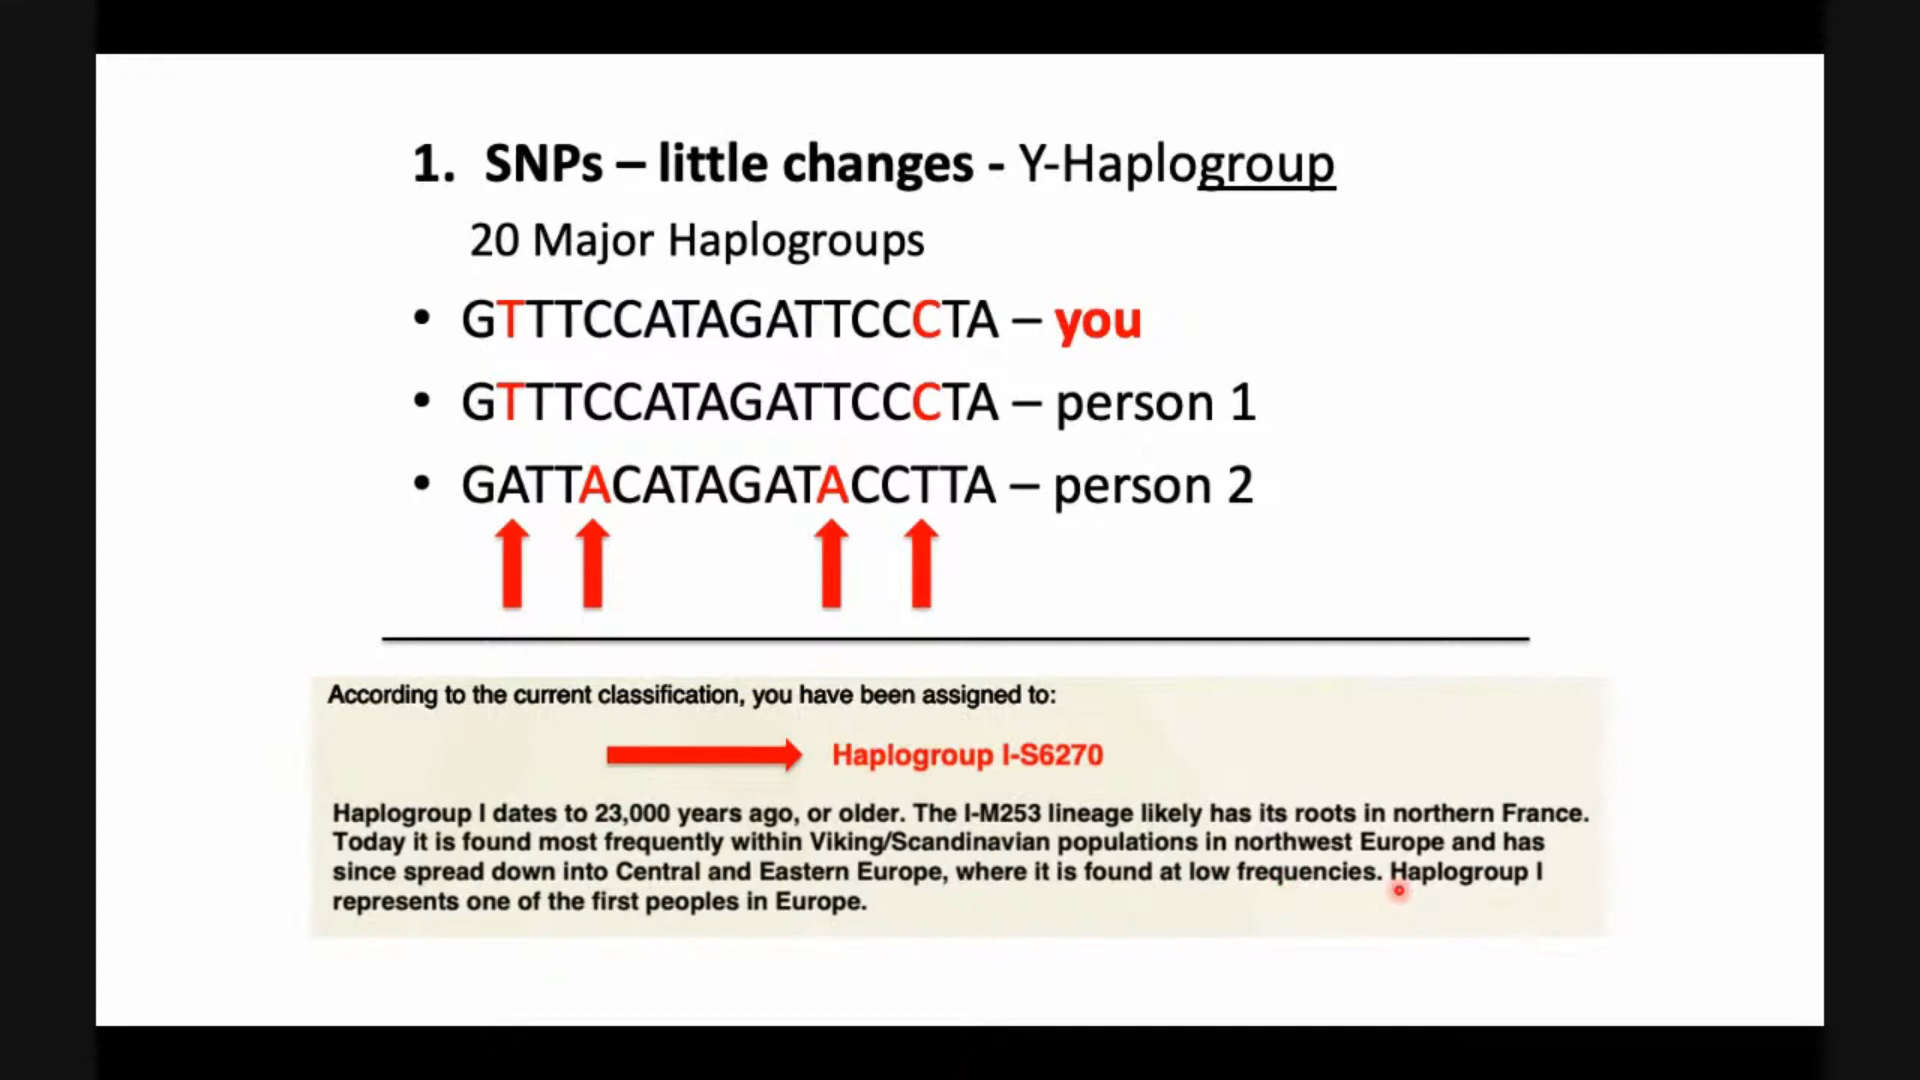 1. SNPs – little changes - Y-Haplogroup
20 Major Haplogroups
• GTTTCCATAGATTCCCTA – you
• GTTTCCATAGATTCCCTA – person 1
• GATTACATAGATACCTTA – person 2
According to the current classification, you have been assigned to:
Haplogroup I-S6270
Haplogroup I dates to 23,000 years ago, or older. The I-M253 lineage likely has its roots in northern France.
Today it is found most frequently within Viking/Scandinavian populations in northwest Europe and has
since spread down into Central and Eastern Europe, where it is found at low frequencies. Haplogroup I
represents one of the first peoples in Europe.